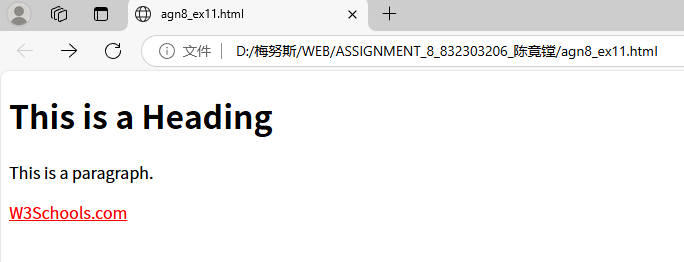 agn8_ex11.html
文件 D:/梅努斯/WEB/ASSIGNMENT_8_832303206_陈竟镗/agn8_ex11.html
This is a Heading
This is a paragraph.
W3Schools.com